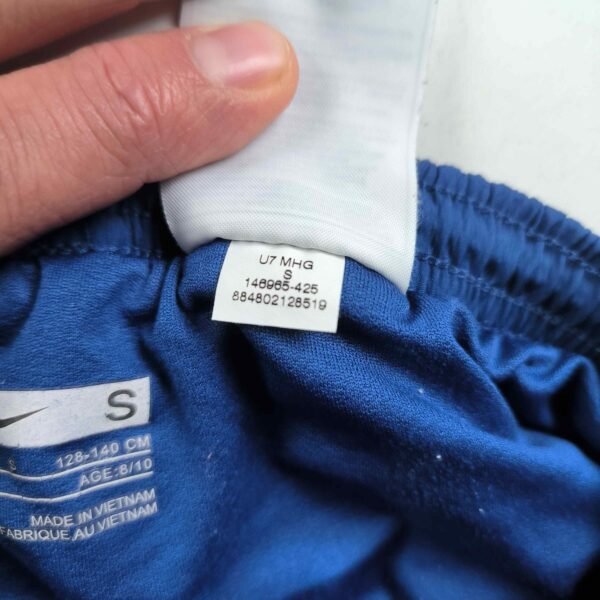 U7 MHG
S
146965-425
884802128519
S
S 128-140 CM
AGE:8/10
MADE IN VIETNAM
FABRIQUE AU VIETNAM